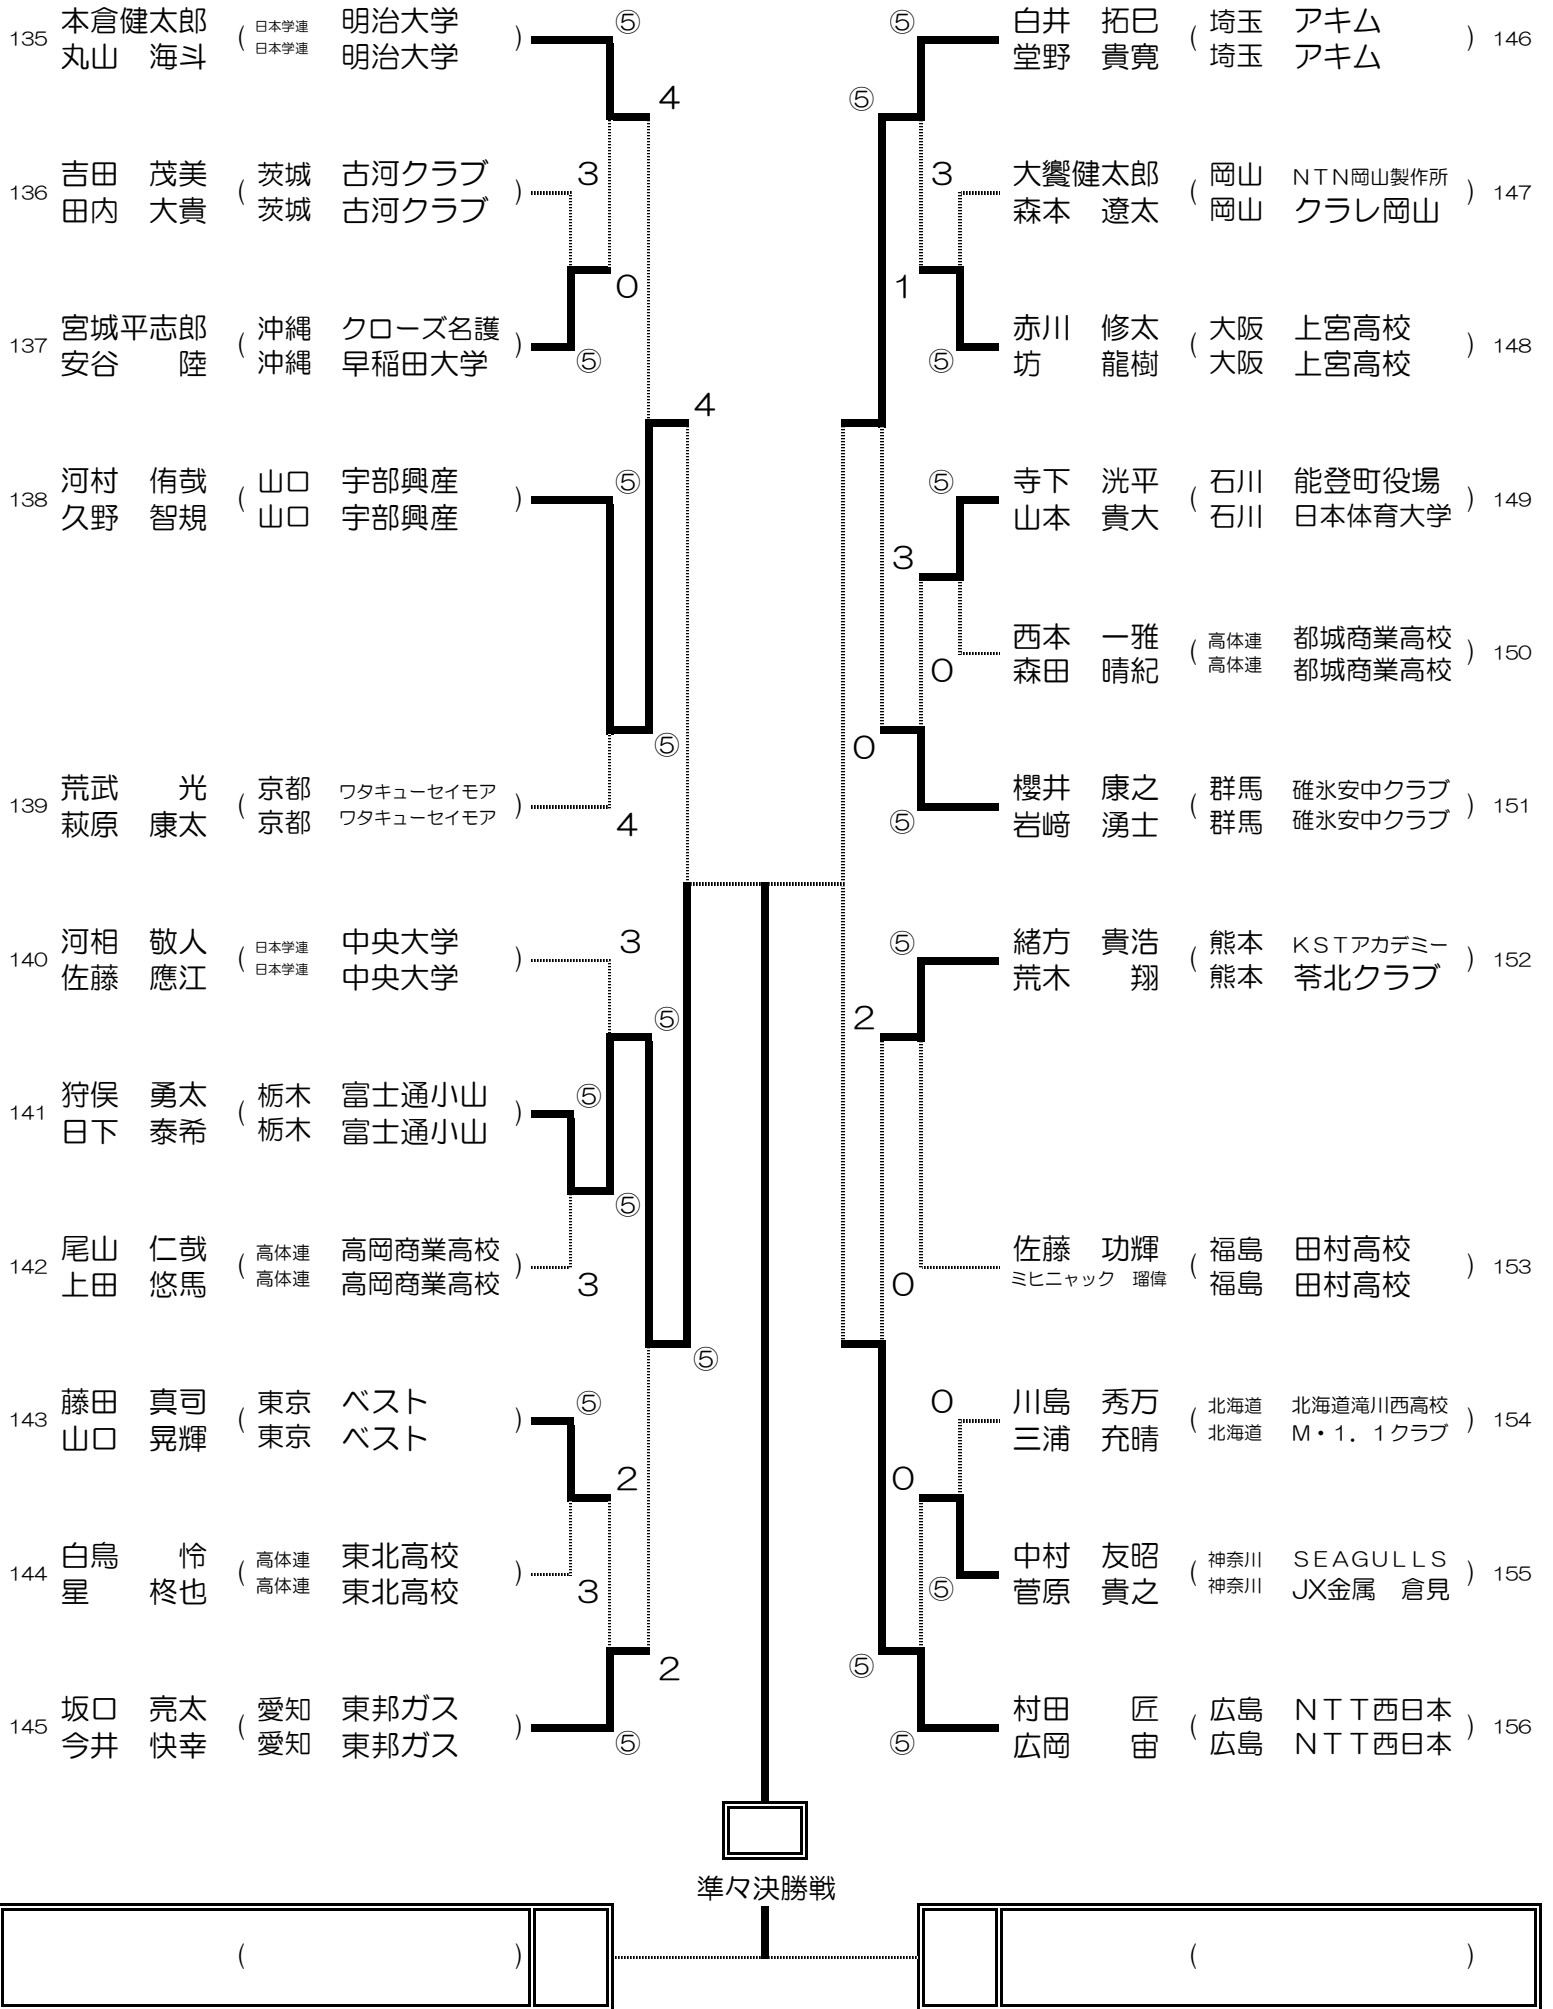 135 本倉健太郎 ( 日本学連 明治大学 )
丸山 海斗 日本学連 明治大学
⑤
4
136 吉田 茂美 ( 茨城 古河クラブ )
田内 大貴 茨城 古河クラブ
3
0
137 宮城平志郎 ( 沖縄 クローズ名護 )
安谷 陸 沖縄 早稲田大学
⑤
4
138 河村 侑哉 ( 山口 宇部興産 )
久野 智規 山口 宇部興産
⑤
⑤
139 荒武 光 ( 京都 ワタキューセイモア )
萩原 康太 京都 ワタキューセイモア
4
140 河相 敬人 ( 日本学連 中央大学 )
佐藤 應江 日本学連 中央大学
3
⑤
141 狩俣 勇太 ( 栃木 富士通小山 )
日下 泰希 栃木 富士通小山
⑤
⑤
142 尾山 仁哉 ( 高体連 高岡商業高校 )
上田 悠馬 高体連 高岡商業高校
3
⑤
143 藤田 真司 ( 東京 ベスト )
山口 晃輝 東京 ベスト
⑤
2
144 白鳥 怜 ( 高体連 東北高校 )
星 柊也 高体連 東北高校
3
2
145 坂口 亮太 ( 愛知 東邦ガス )
今井 快幸 愛知 東邦ガス
⑤
⑤
白井 拓巳 ( 埼玉 アキム ) 146
堂野 貴寛 埼玉 アキム
⑤
3
大饗健太郎 ( 岡山 NTN岡山製作所 ) 147
森本 遼太 岡山 クラレ岡山
1
赤川 修太 ( 大阪 上宮高校 ) 148
坊 龍樹 大阪 上宮高校
⑤
⑤
寺下 洸平 ( 石川 能登町役場 ) 149
山本 貴大 石川 日本体育大学
3
西本 一雅 ( 高体連 都城商業高校 ) 150
森田 晴紀 高体連 都城商業高校
0
0
櫻井 康之 ( 群馬 碓氷安中クラブ ) 151
岩﨑 湧士 群馬 碓氷安中クラブ
⑤
⑤
緒方 貴浩 ( 熊本 KSTアカデミー ) 152
荒木 翔 熊本 苓北クラブ
2
佐藤 功輝 ( 福島 田村高校 ) 153
ミヒニャック 瑠偉 福島 田村高校
0
0
川島 秀万 ( 北海道 北海道滝川西高校 ) 154
三浦 充晴 北海道 M・1.1クラブ
0
中村 友昭 ( 神奈川 SEAGULLS ) 155
菅原 貴之 神奈川 JX金属 倉見
⑤
⑤
村田 匠 ( 広島 NTT西日本 ) 156
広岡 宙 広島 NTT西日本
⑤
準々決勝戦
( ) ( )